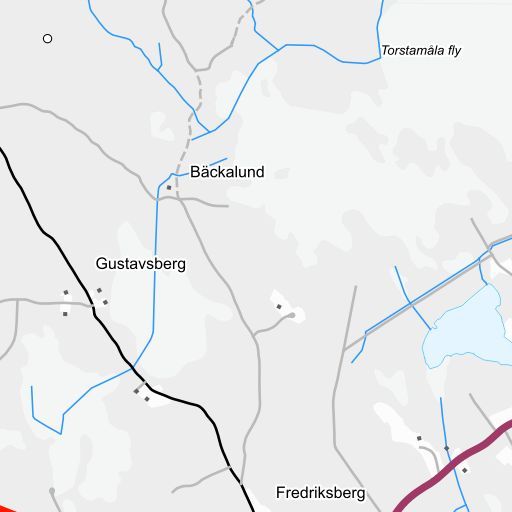 Torstamåla fly
Bäckalund
Gustavsberg
Fredriksberg